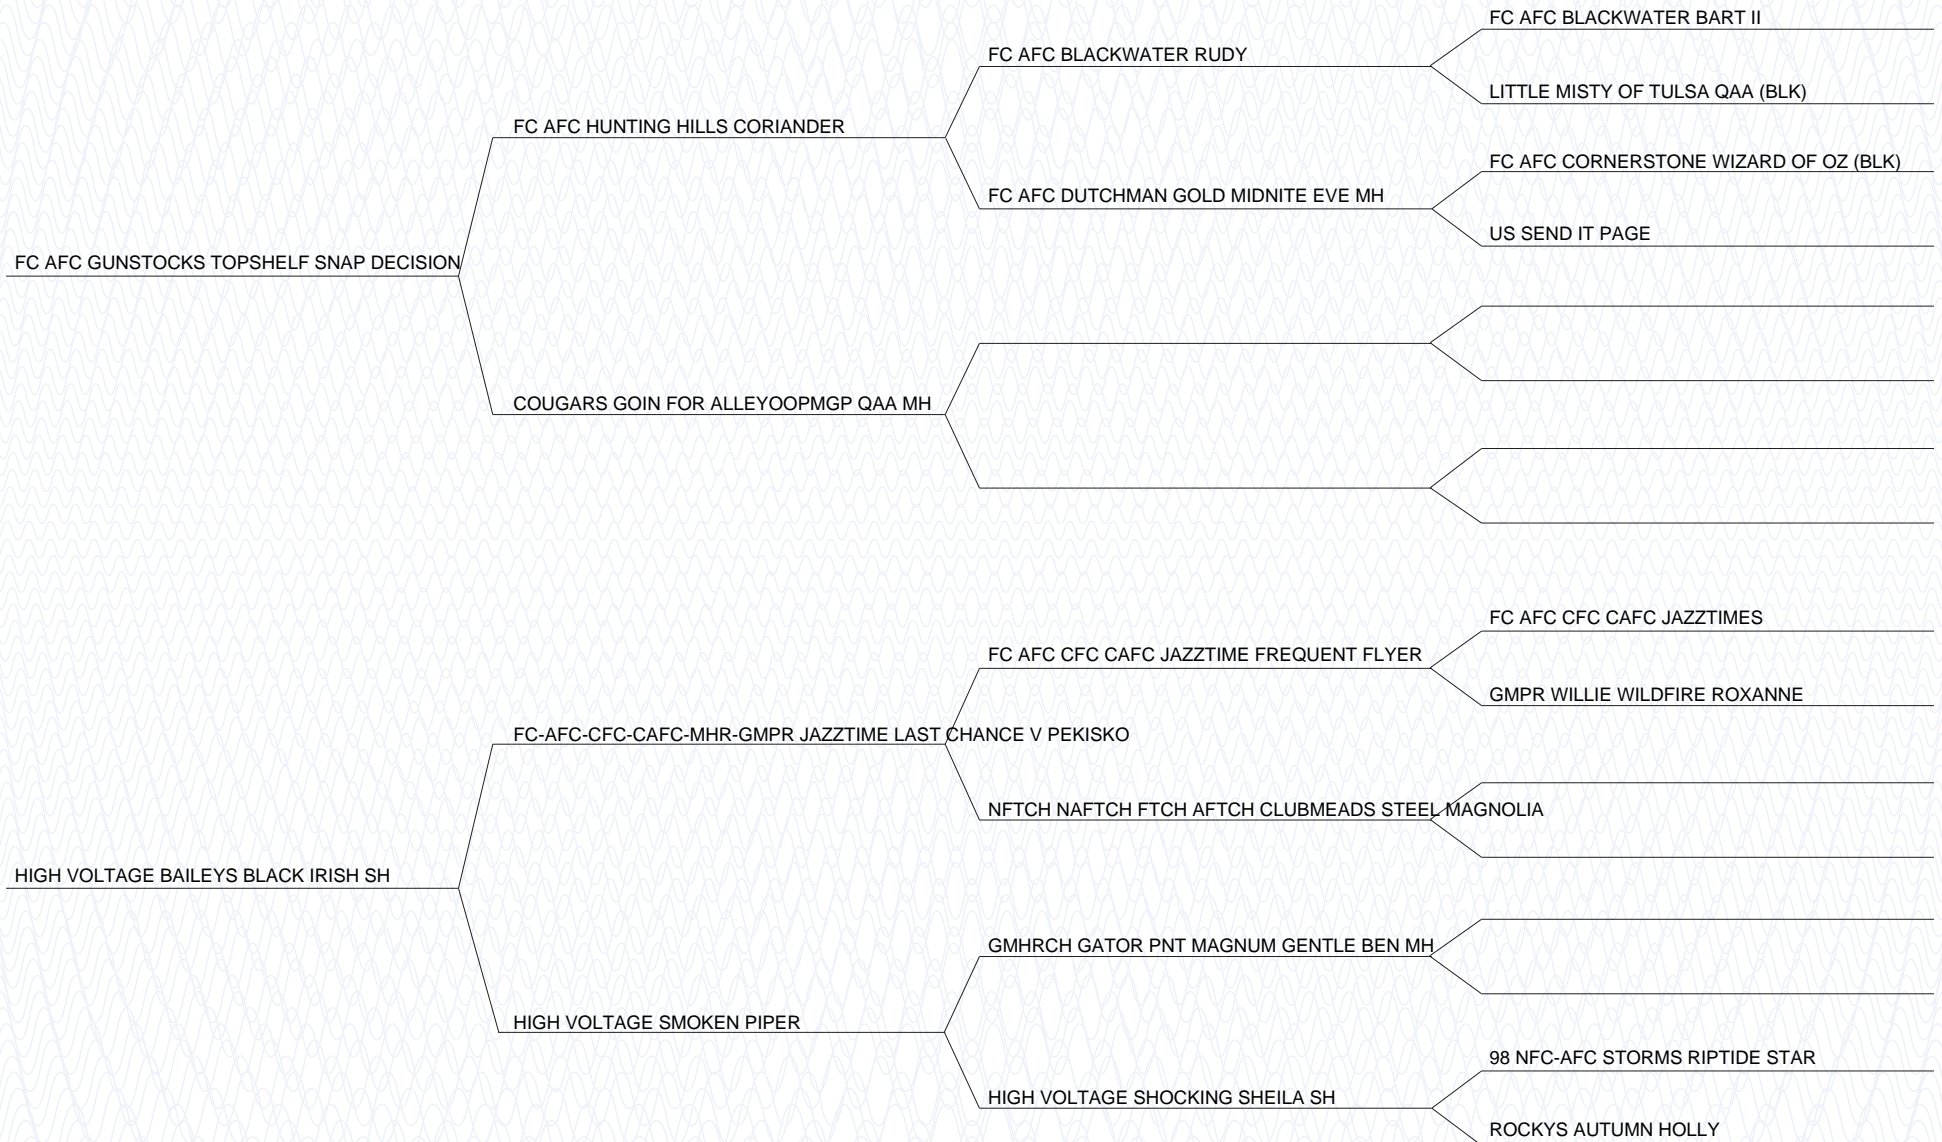 FC AFC BLACKWATER BART II
FC AFC BLACKWATER RUDY
LITTLE MISTY OF TULSA QAA (BLK)
FC AFC HUNTING HILLS CORIANDER
FC AFC CORNERSTONE WIZARD OF OZ (BLK)
FC AFC DUTCHMAN GOLD MIDNITE EVE MH
US SEND IT PAGE
FC AFC GUNSTOCKS TOPSHELF SNAP DECISION
COUGARS GOIN FOR ALLEYOOPMGP QAA MH
FC AFC CFC CAFC JAZZTIMES
FC AFC CFC CAFC JAZZTIME FREQUENT FLYER
GMPR WILLIE WILDFIRE ROXANNE
FC-AFC-CFC-CAFC-MHR-GMPR JAZZTIME LAST CHANCE V PEKISKO
NFTCH NAFTCH FTCH AFTCH CLUBMEADS STEEL MAGNOLIA
HIGH VOLTAGE BAILEYS BLACK IRISH SH
GMHRCH GATOR PNT MAGNUM GENTLE BEN MH
HIGH VOLTAGE SMOKEN PIPER
98 NFC-AFC STORMS RIPTIDE STAR
HIGH VOLTAGE SHOCKING SHEILA SH
ROCKYS AUTUMN HOLLY